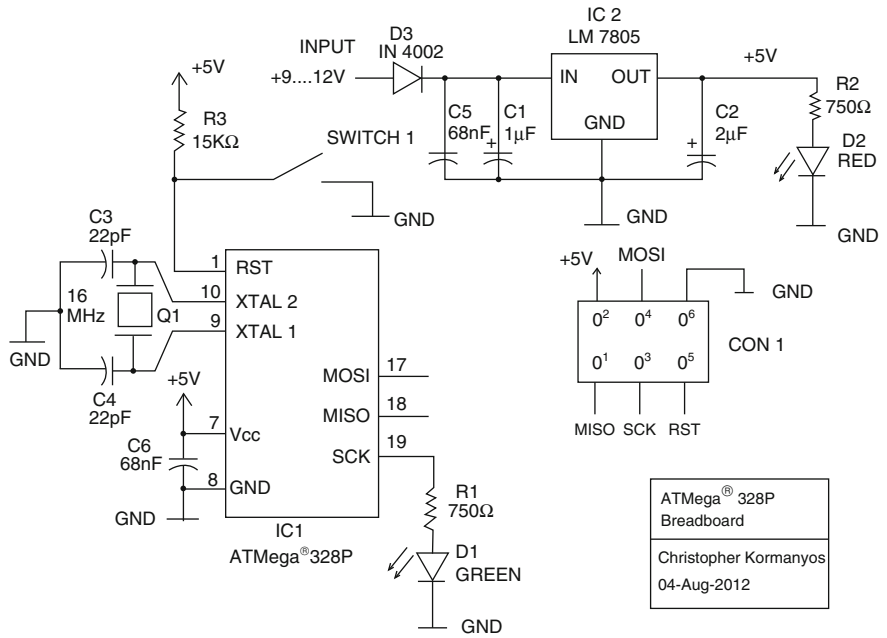 IC 2
LM 7805
D3
IN 4002
INPUT
+9....12V
+5V
IN
OUT
GND
C5
68nF
C1
1μF
+
C2
2μF
+
R2
750Ω
D2
RED
GND
GND
+5V
R3
15KΩ
SWITCH 1
GND
C3
22pF
16
MHz
Q1
GND
C4
22pF
1
RST
10
XTAL 2
9
XTAL 1
+5V
7
Vcc
C6
68nF
8
GND
GND
MOSI
17
MISO
18
SCK
19
IC1
ATMega® 328P
R1
750Ω
D1
GREEN
GND
+5V
MOSI
GND
0² 0⁴ 0⁶
0¹ 0³ 0⁵
CON 1
MISO SCK RST
ATMega® 328P
Breadboard
Christopher Kormanyos
04-Aug-2012